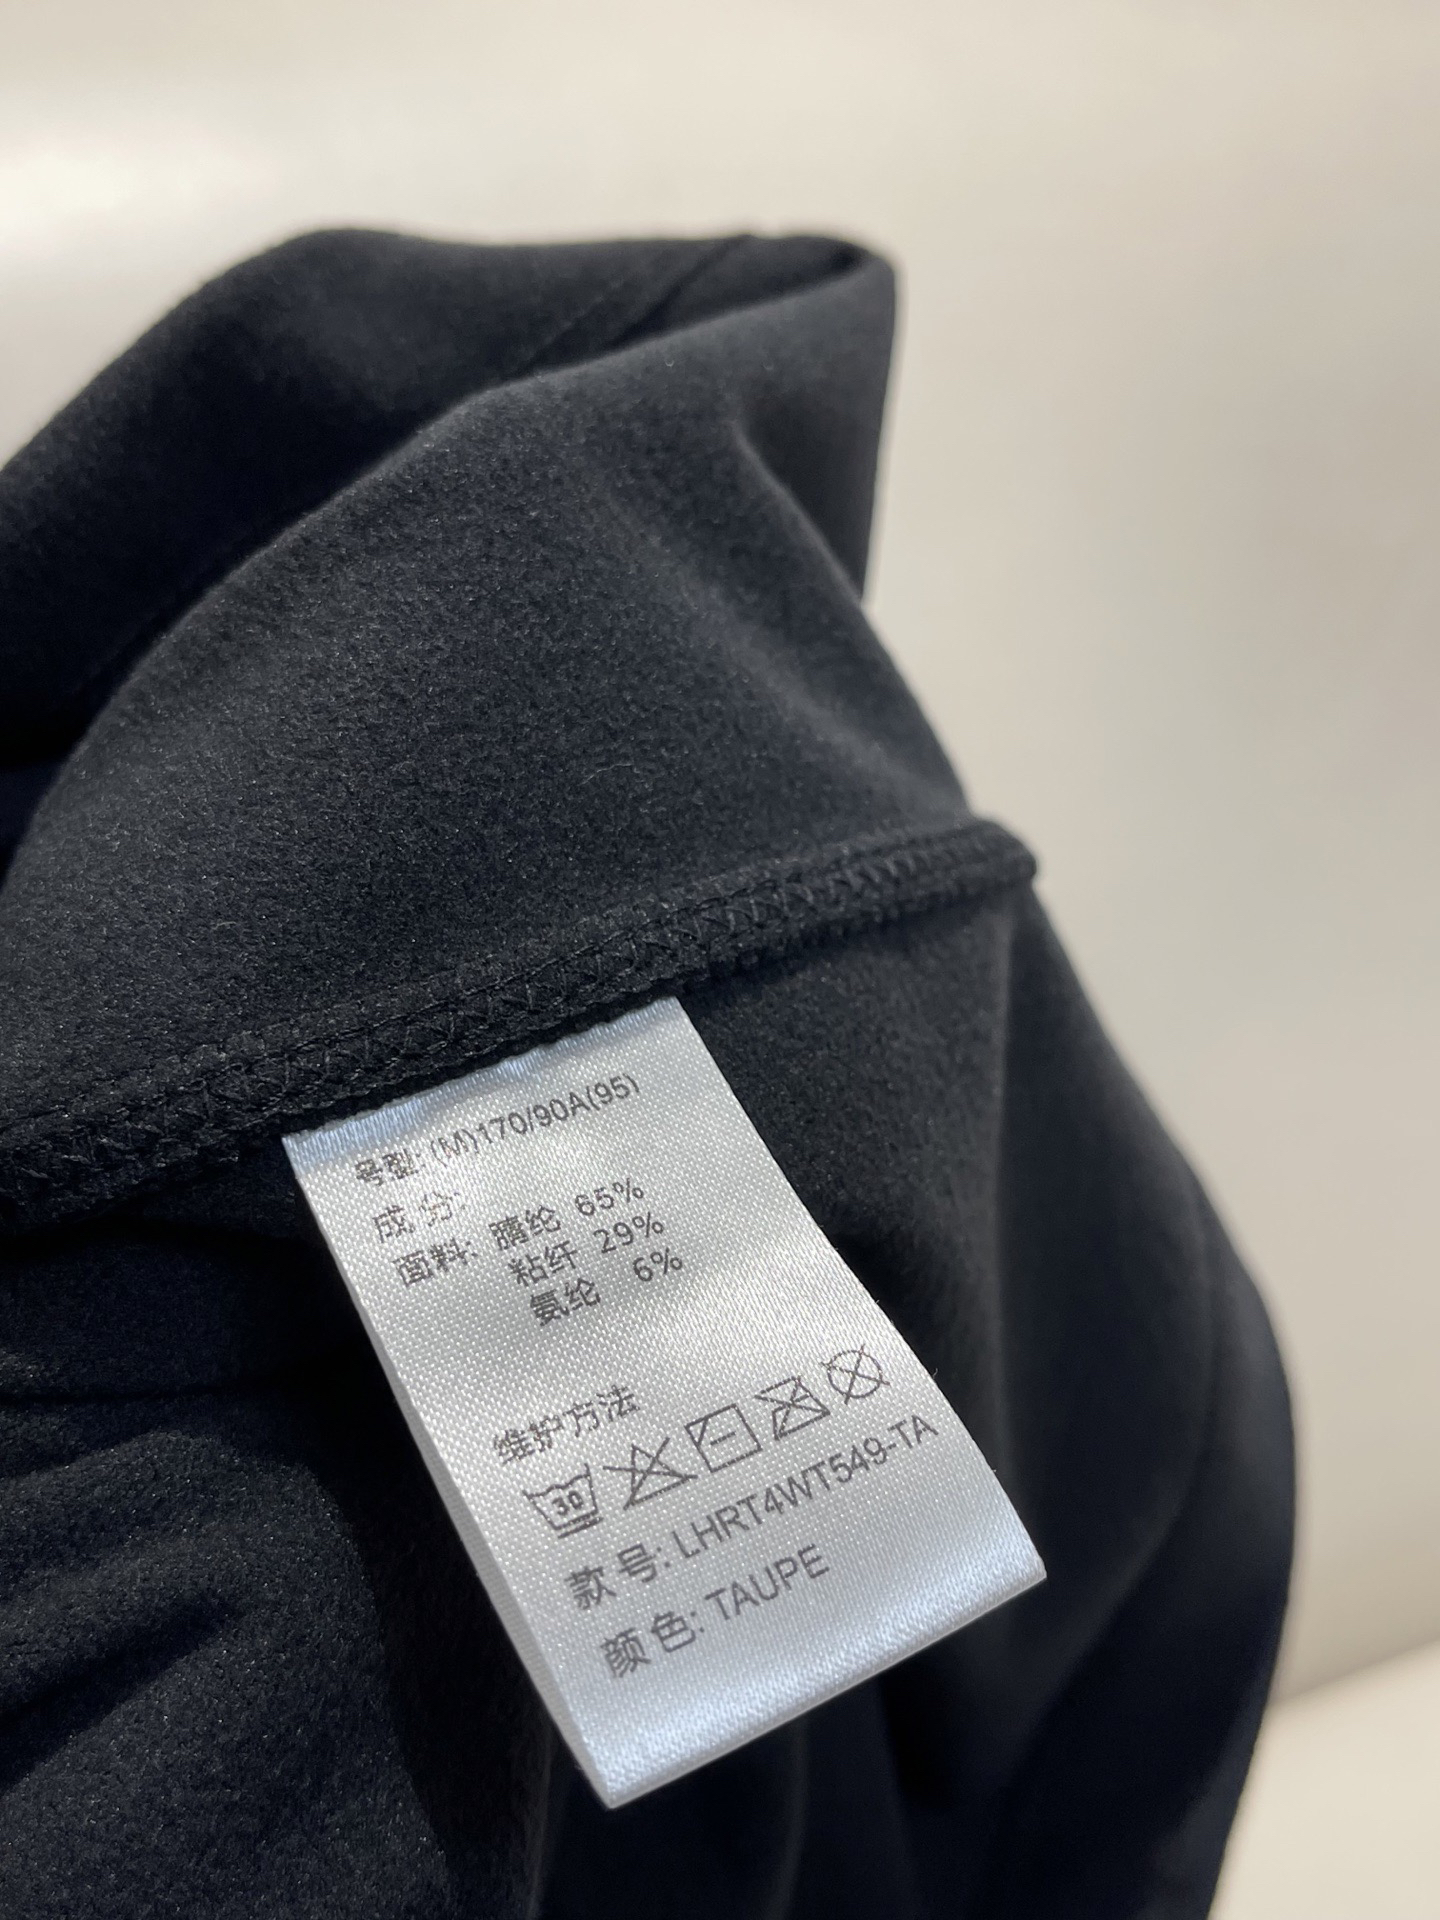 号型: (M)170/90A(95)
成 分:
面料: 腈纶 65%
粘纤 29%
氨纶 6%
维护方法
30
款 号: LHRT4WT549-TA
颜 色: TAUPE